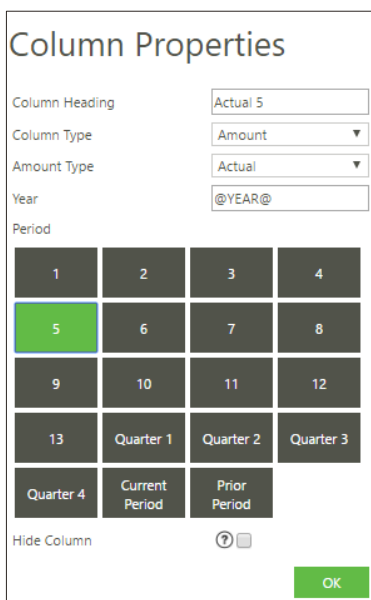 Column Properties
Column Heading Actual 5
Column Type Amount
Amount Type Actual
Year @YEAR@
Period
1 2 3 4
5 6 7 8
9 10 11 12
13 Quarter 1 Quarter 2 Quarter 3
Quarter 4 Current Period Prior Period
Hide Column ?
OK